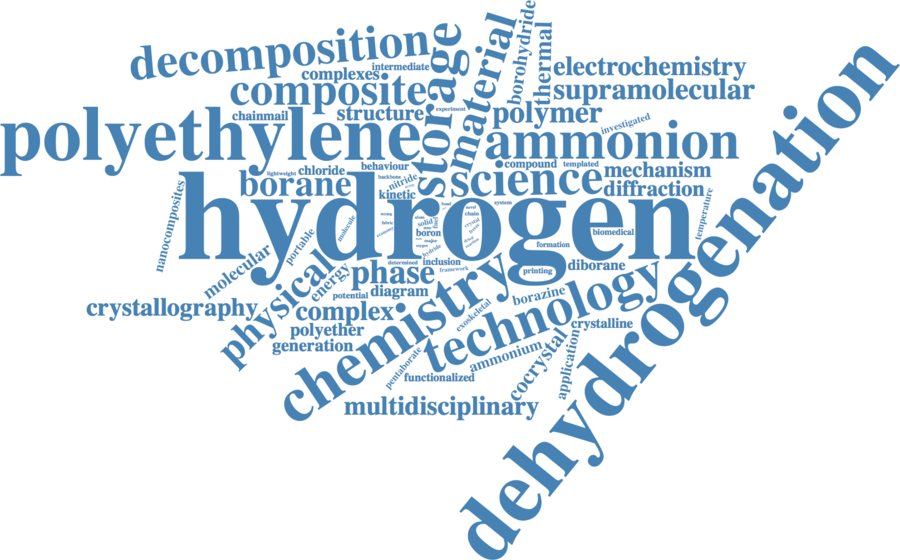 decomposition
intermediate
complexes
composite
chainmail
structure
experiment
storage
material
borohydride
thermal
electrochemistry
supramolecular
polymer
investigated
polyethylene
ammonion
behaviour
compound
templated
mechanism
lightweight
chloride
backbone
nitride
borane
kinetic
science
diffraction
temperature
nanocomposites
hydrogen
molecule
system
novel
chain
crystal
solid
fuel
boron
major
hydride
biomedical
formation
portable
molecular
determined
inclusion
framework
printing
diborane
energy
physical
phase
potential
diagram
crystallography
complex
exoskeletal
borazine
polyether
generation
chemistry
technology
crystalline
pentaborate
ammonium
functionalized
cocrystal
application
multidisciplinary
dehydrogenation